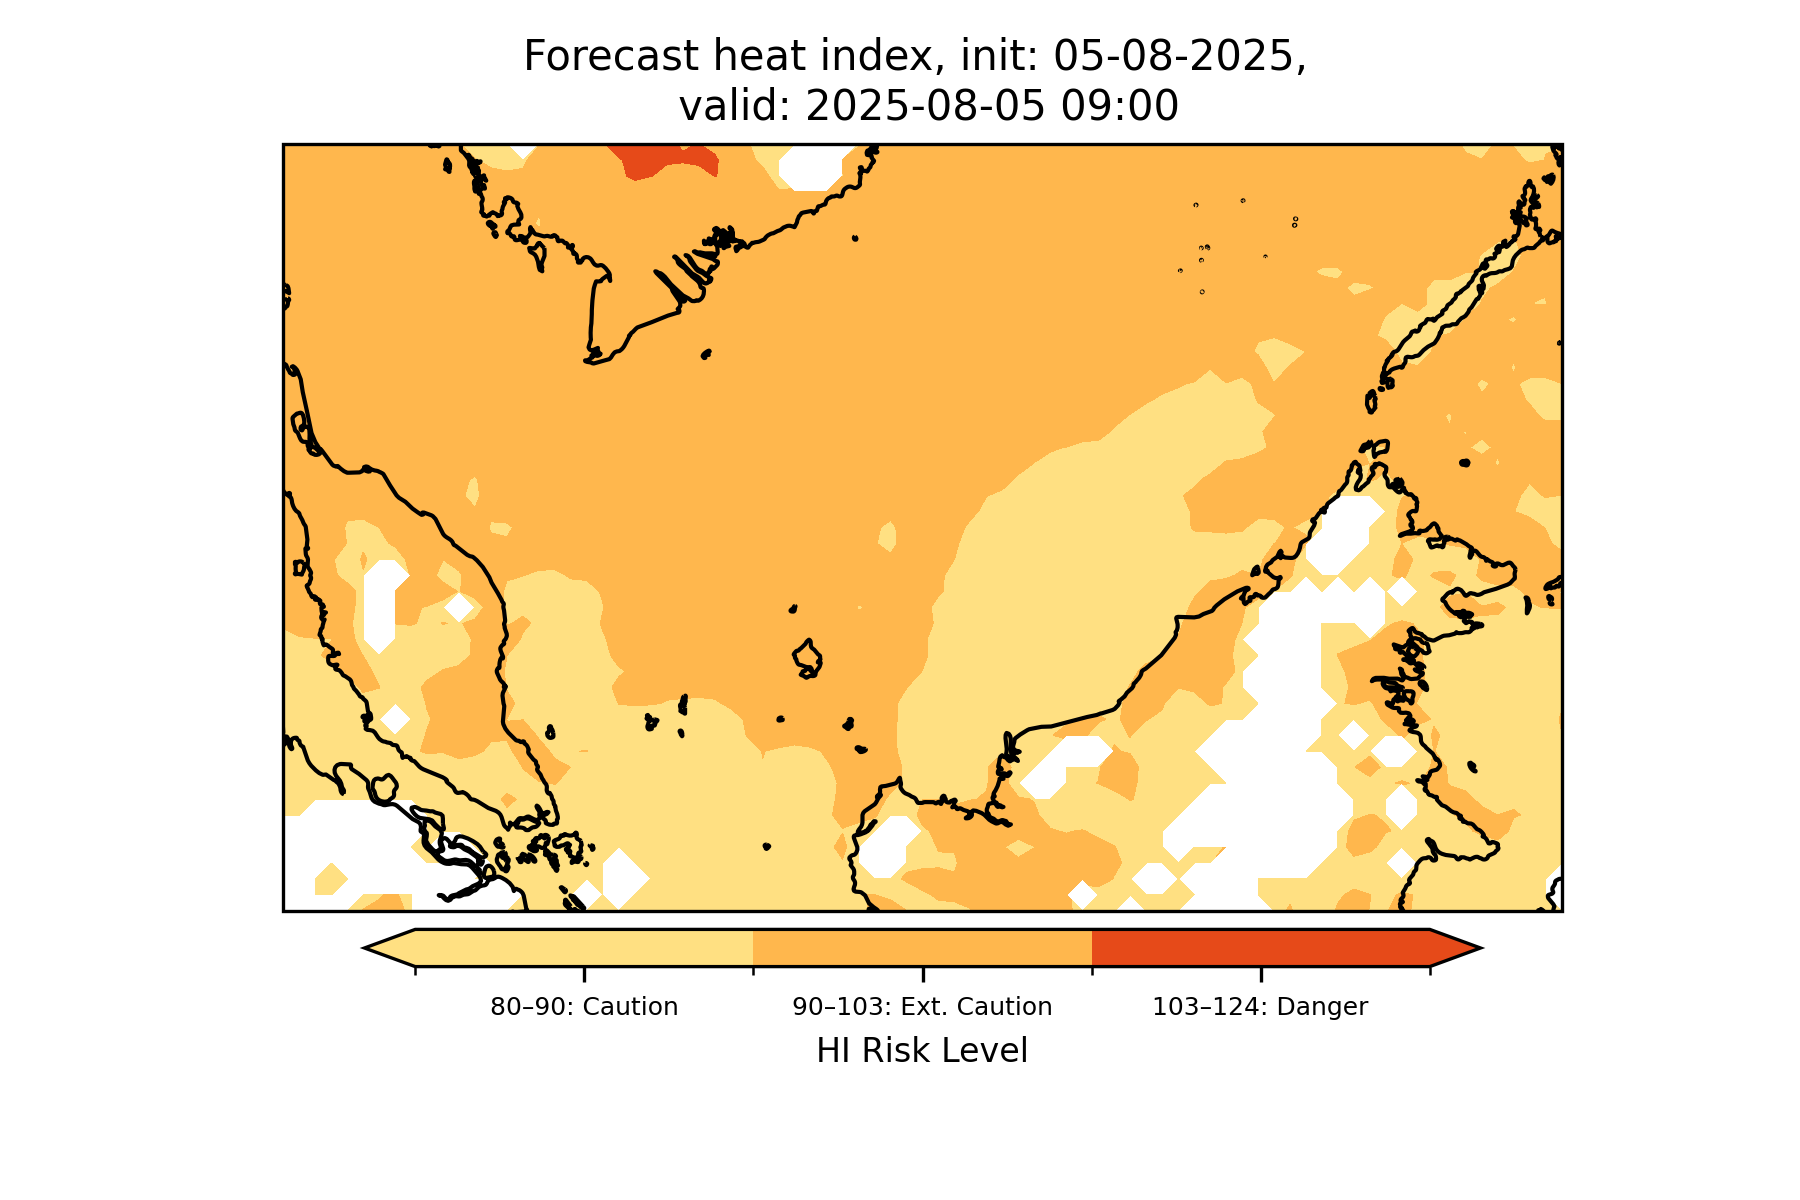 Forecast heat index, init: 05-08-2025,
valid: 2025-08-05 09:00
80–90: Caution
90–103: Ext. Caution
103–124: Danger
HI Risk Level